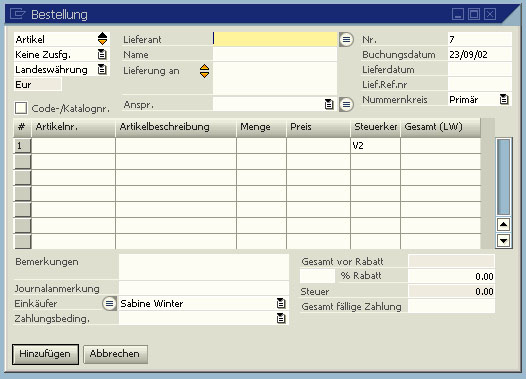 Bestellung
Artikel Lieferant Nr. 7
Keine Zusfg. Name Buchungsdatum 23/09/02
Landeswährung Lieferung an Lieferdatum
Eur Lief.Ref.nr
Code-/Katalognr. Anspr. Nummernkreis Primär
# Artikelnr. Artikelbeschreibung Menge Preis Steuerker Gesamt (LW)
1 V2
Bemerkungen Gesamt vor Rabatt
% Rabatt 0.00
Journalanmerkung Steuer 0.00
Einkäufer Sabine Winter Gesamt fällige Zahlung
Zahlungsbeding.
Hinzufügen Abbrechen